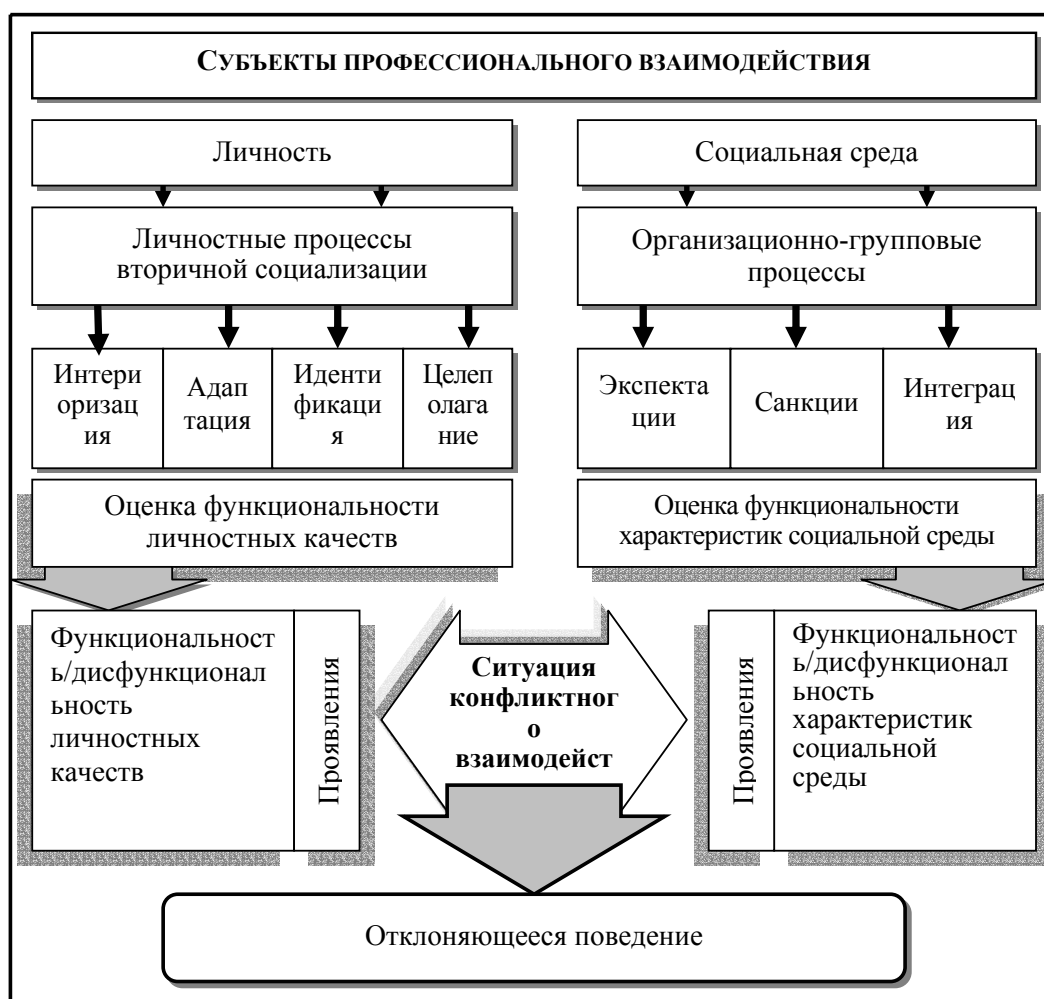 СУБЪЕКТЫ ПРОФЕССИОНАЛЬНОГО ВЗАИМОДЕЙСТВИЯ
Личность
Социальная среда
Личностные процессы
вторичной социализации
Организационно-групповые
процессы
Интери
оризац
ия
Адап
тация
Иденти
фикаци
я
Целеп
олага
ние
Экспекта
ции
Санкции
Интеграц
ия
Оценка функциональности
личностных качеств
Оценка функциональности
характеристик социальной среды
Функциональност
ь/дисфункционал
ьность
личностных
качеств
Проявления
Ситуация
конфликтног
о
взаимодейст
Проявления
Функциональност
ь/дисфункционал
ьность
характеристик
социальной
среды
Отклоняющееся поведение